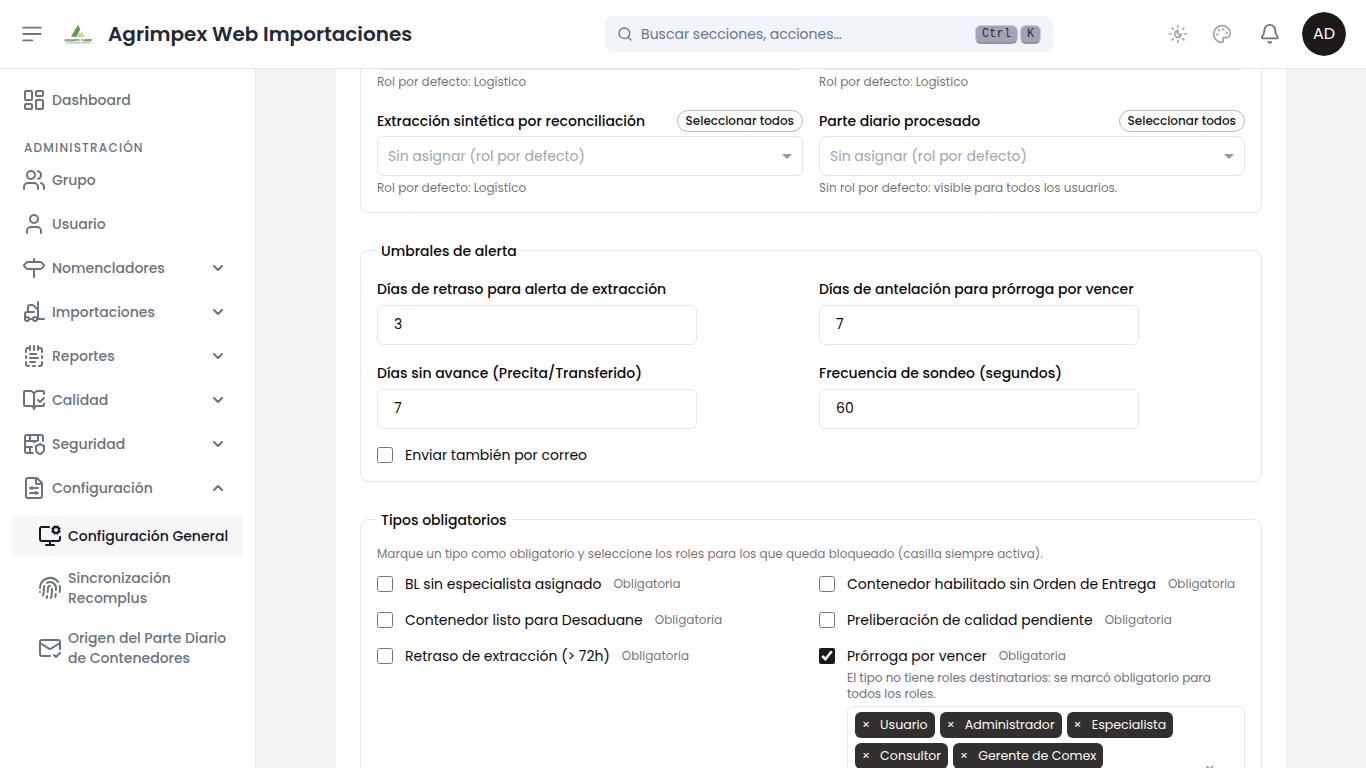 Agrimpex Web Importaciones
Buscar secciones, acciones...
Ctrl K
AD
Dashboard
ADMINISTRACIÓN
Grupo
Usuario
Nomencladores
Importaciones
Reportes
Calidad
Seguridad
Configuración
Configuración General
Sincronización
Recomplus
Origen del Parte Diario
de Contenedores
Rol por defecto: Logístico
Rol por defecto: Logístico
Extracción sintética por reconciliación
Seleccionar todos
Parte diario procesado
Seleccionar todos
Sin asignar (rol por defecto)
Sin asignar (rol por defecto)
Rol por defecto: Logístico
Sin rol por defecto: visible para todos los usuarios.
Umbrales de alerta
Días de retraso para alerta de extracción
Días de antelación para prórroga por vencer
3
7
Días sin avance (Precita/Transferido)
Frecuencia de sondeo (segundos)
7
60
Enviar también por correo
Tipos obligatorios
Marque un tipo como obligatorio y seleccione los roles para los que queda bloqueado (casilla siempre activa).
BL sin especialista asignado Obligatoria
Contenedor habilitado sin Orden de Entrega Obligatoria
Contenedor listo para Desaduane Obligatoria
Preliberación de calidad pendiente Obligatoria
Retraso de extracción (> 72h) Obligatoria
Prórroga por vencer Obligatoria
El tipo no tiene roles destinatarios: se marcó obligatorio para
todos los roles.
× Usuario × Administrador × Especialista
× Consultor × Gerente de Comex